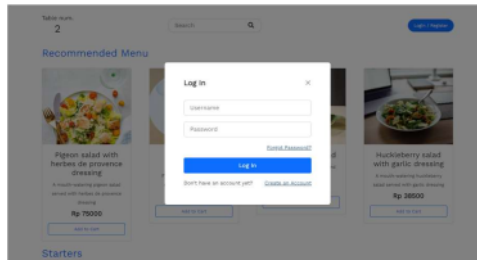 Table num.
2
Search
Login / Register
Recommended Menu
Log In
Username
Password
Forgot Password?
Log In
Don't have an account yet? Create an Account
Pigeon salad with
herbes de provence
dressing
A mouth-watering pigeon salad
served with herbes de provence
dressing
Rp 75000
Add to Cart
Add to Cart
Add to Cart
Huckleberry salad
with garlic dressing
A mouth-watering huckleberry
salad served with garlic dressing
Rp 26500
Add to Cart
Starters